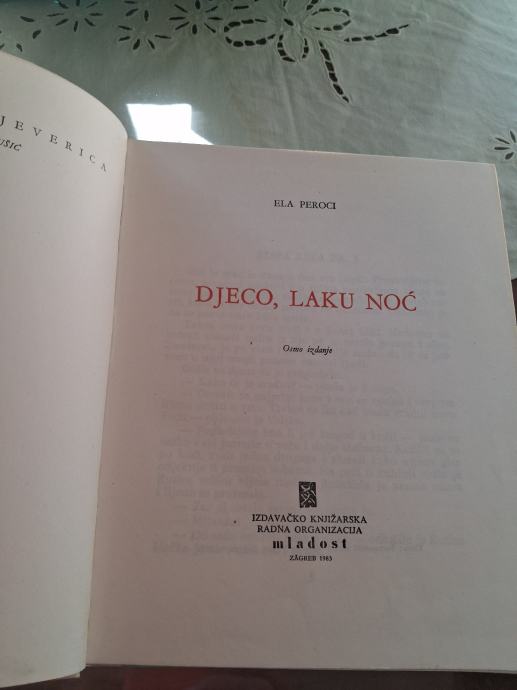 JEVERICA
ELA PEROCI
DJECO, LAKU NOĆ
Osmo izdanje
IZDAVAČKO KNJIŽARSKA
RADNA ORGANIZACIJA
mladost
ZAGREB 1983